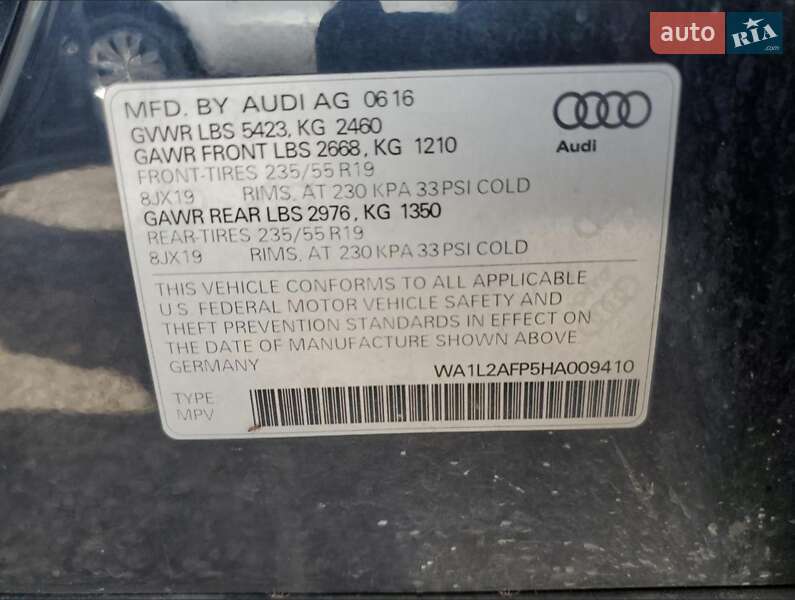 auto RIA .com
MFD. BY AUDI AG 0616
GVWR LBS 5423, KG 2460
GAWR FRONT LBS 2668, KG 1210
FRONT-TIRES 235/55 R19
8JX19 RIMS, AT 230 KPA 33 PSI COLD
GAWR REAR LBS 2976, KG 1350
REAR-TIRES 235/55 R19
8JX19 RIMS, AT 230 KPA 33 PSI COLD
Audi
THIS VEHICLE CONFORMS TO ALL APPLICABLE
U.S. FEDERAL MOTOR VEHICLE SAFETY AND
THEFT PREVENTION STANDARDS IN EFFECT ON
THE DATE OF MANUFACTURE SHOWN ABOVE
GERMANY WA1L2AFP5HA009410
TYPE
MPV